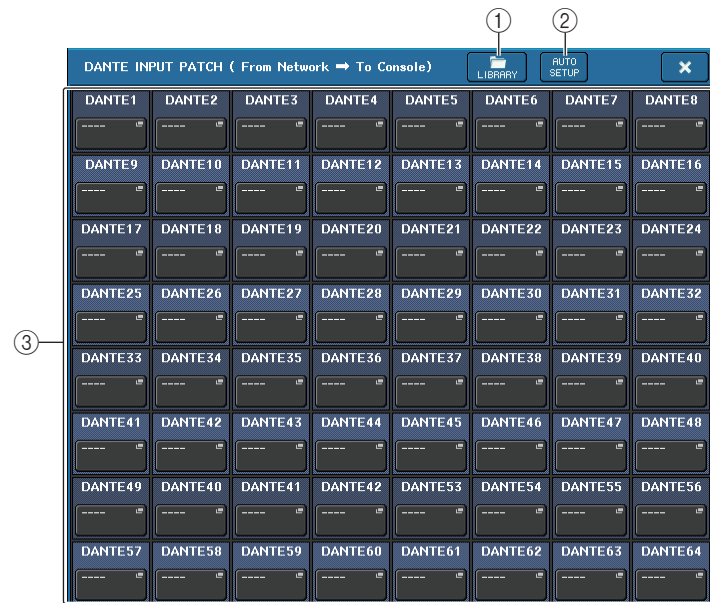 ① ②
DANTE INPUT PATCH ( From Network ➡ To Console) LIBRARY AUTO SETUP ×
DANTE1 DANTE2 DANTE3 DANTE4 DANTE5 DANTE6 DANTE7 DANTE8
---- ---- ---- ---- ---- ---- ---- ----
DANTE9 DANTE10 DANTE11 DANTE12 DANTE13 DANTE14 DANTE15 DANTE16
---- ---- ---- ---- ---- ---- ---- ----
DANTE17 DANTE18 DANTE19 DANTE20 DANTE21 DANTE22 DANTE23 DANTE24
---- ---- ---- ---- ---- ---- ---- ----
DANTE25 DANTE26 DANTE27 DANTE28 DANTE29 DANTE30 DANTE31 DANTE32
---- ---- ---- ---- ---- ---- ---- ----
③
DANTE33 DANTE34 DANTE35 DANTE36 DANTE37 DANTE38 DANTE39 DANTE40
---- ---- ---- ---- ---- ---- ---- ----
DANTE41 DANTE42 DANTE43 DANTE44 DANTE45 DANTE46 DANTE47 DANTE48
---- ---- ---- ---- ---- ---- ---- ----
DANTE49 DANTE40 DANTE41 DANTE42 DANTE53 DANTE54 DANTE55 DANTE56
---- ---- ---- ---- ---- ---- ---- ----
DANTE57 DANTE58 DANTE59 DANTE60 DANTE61 DANTE62 DANTE63 DANTE64
---- ---- ---- ---- ---- ---- ---- ----